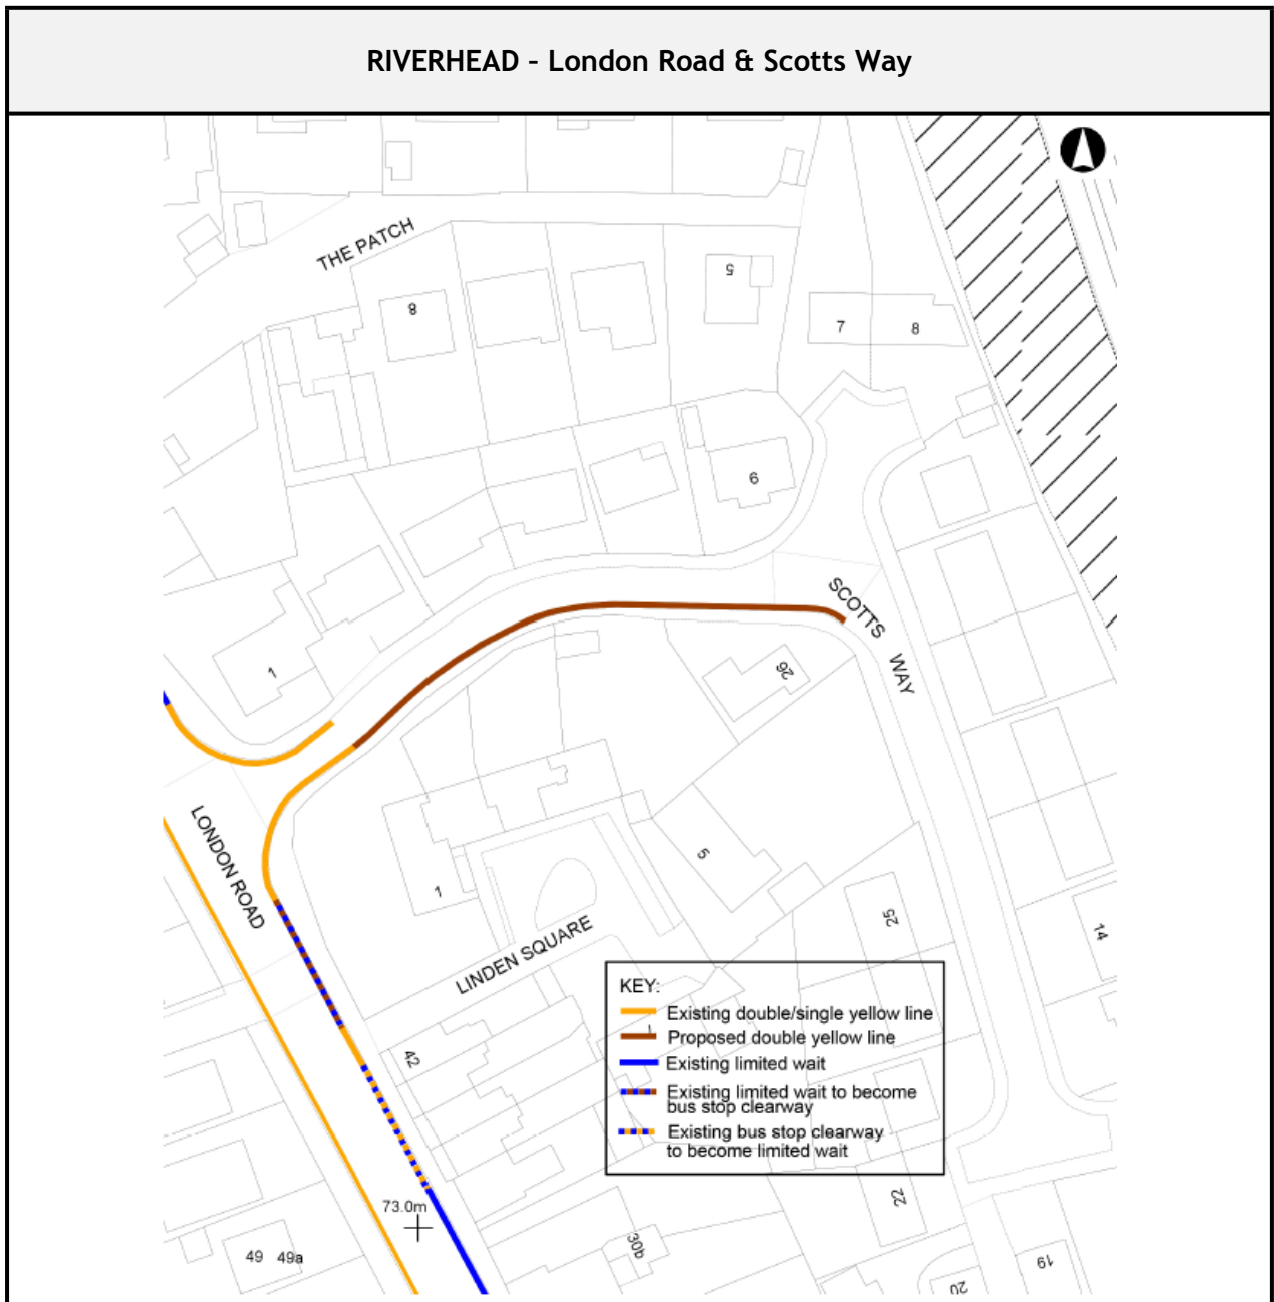 RIVERHEAD - London Road & Scotts Way
THE PATCH
8
5
7
8
6
SCOTTS
WAY
1
26
LONDON ROAD
1
5
25
14
LINDEN SQUARE
42
KEY:
Existing double/single yellow line
Proposed double yellow line
Existing limited wait
Existing limited wait to become
bus stop clearway
Existing bus stop clearway
to become limited wait
73.0m
22
49 49a
30b
19
20